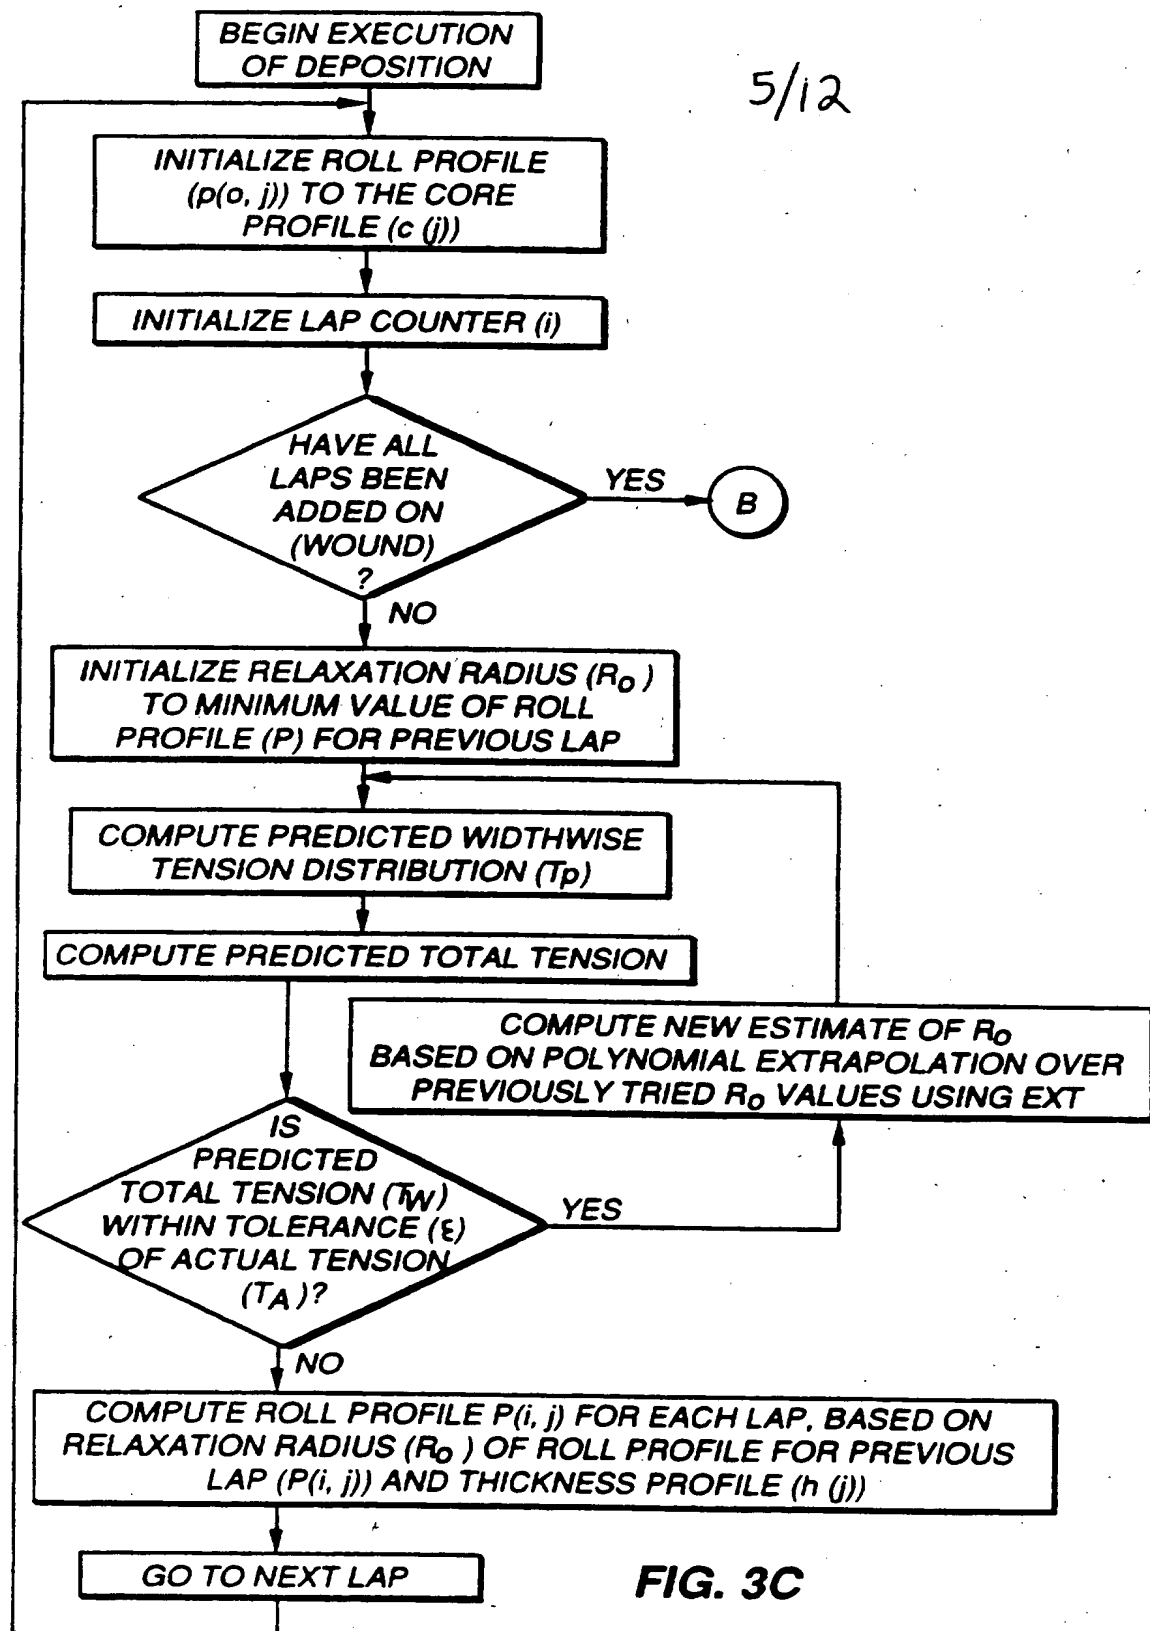 BEGIN EXECUTION
OF DEPOSITION
5/12
INITIALIZE ROLL PROFILE
(p(o, j)) TO THE CORE
PROFILE (c (j))
INITIALIZE LAP COUNTER (i)
HAVE ALL
LAPS BEEN
ADDED ON
(WOUND)
?
YES
B
NO
INITIALIZE RELAXATION RADIUS (Ro)
TO MINIMUM VALUE OF ROLL
PROFILE (P) FOR PREVIOUS LAP
COMPUTE PREDICTED WIDTHWISE
TENSION DISTRIBUTION (Tp)
COMPUTE PREDICTED TOTAL TENSION
COMPUTE NEW ESTIMATE OF Ro
BASED ON POLYNOMIAL EXTRAPOLATION OVER
PREVIOUSLY TRIED Ro VALUES USING EXT
IS
PREDICTED
TOTAL TENSION (TW)
WITHIN TOLERANCE (ε)
OF ACTUAL TENSION
(TA)?
YES
NO
COMPUTE ROLL PROFILE P(i, j) FOR EACH LAP, BASED ON
RELAXATION RADIUS (Ro) OF ROLL PROFILE FOR PREVIOUS
LAP (P(i, j)) AND THICKNESS PROFILE (h (j))
GO TO NEXT LAP
FIG. 3C